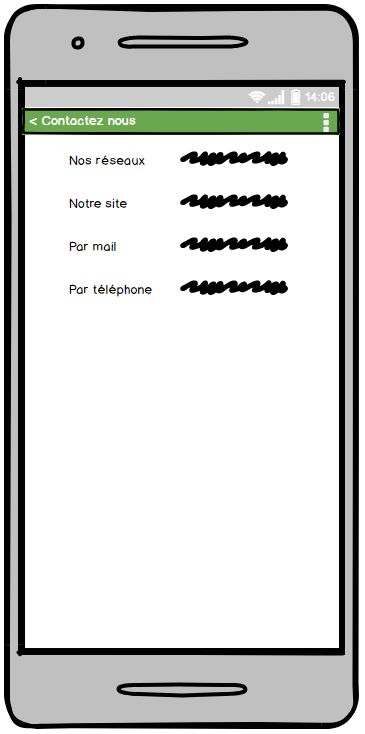 14:06
< Contactez nous
Nos réseaux
Notre site
Par mail
Par téléphone